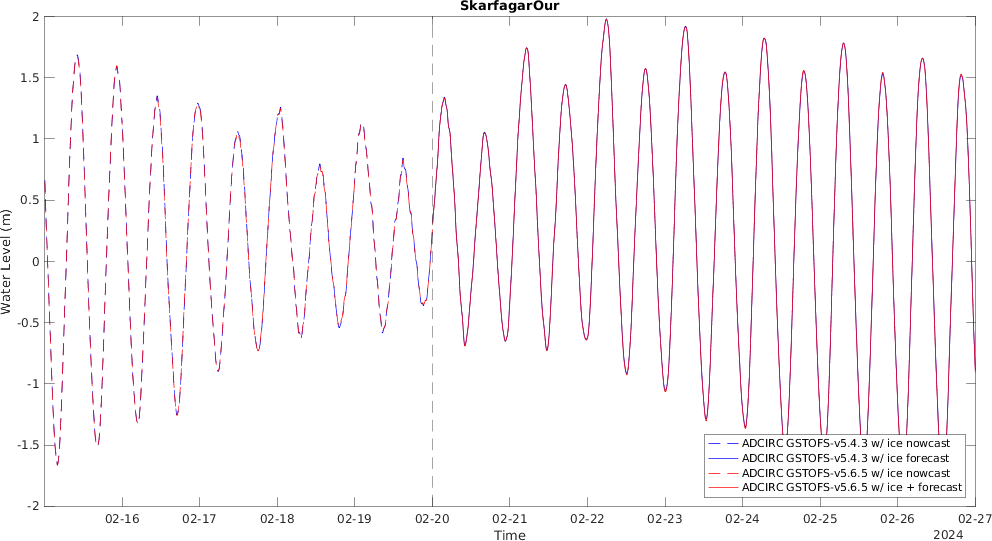 SkarfagarOur
2
1.5
1
0.5
0
-0.5
-1
-1.5
-2
Water Level (m)
ADCIRC GSTOFS-v5.4.3 w/ ice nowcast
ADCIRC GSTOFS-v5.4.3 w/ ice forecast
ADCIRC GSTOFS-v5.6.5 w/ ice nowcast
ADCIRC GSTOFS-v5.6.5 w/ ice + forecast
02-16 02-17 02-18 02-19 02-20 02-21 02-22 02-23 02-24 02-25 02-26 02-27
Time
2024